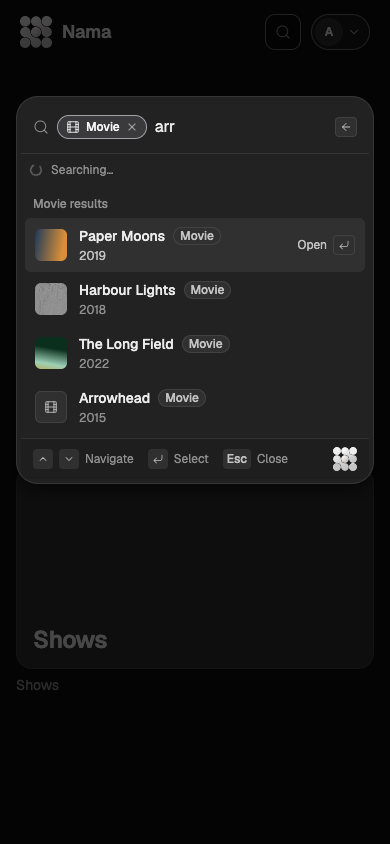 Nama
A
Movie
arr
Searching...
Movie results
Paper Moons Movie
2019
Open
Harbour Lights Movie
2018
The Long Field Movie
2022
Arrowhead Movie
2015
Navigate Select Esc Close
Shows
Shows